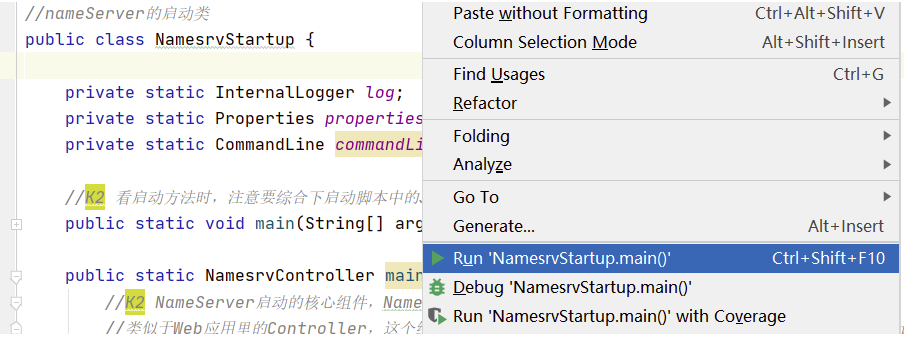 //nameServer的启动类
public class NamesrvStartup {
private static InternalLogger log;
private static Properties properties
private static CommandLine commandLi
//K2 看启动方法时，注意要综合下启动脚本中的
public static void main(String[] arg
public static NamesrvController main
//K2 NameServer启动的核心组件，Name
//类似于Web应用里的Controller，这个
Paste without Formatting Ctrl+Alt+Shift+V
Column Selection Mode Alt+Shift+Insert
Find Usages Ctrl+G
Refactor
Folding
Analyze
Go To
Generate... Alt+Insert
Run 'NamesrvStartup.main()' Ctrl+Shift+F10
Debug 'NamesrvStartup.main()'
Run 'NamesrvStartup.main()' with Coverage